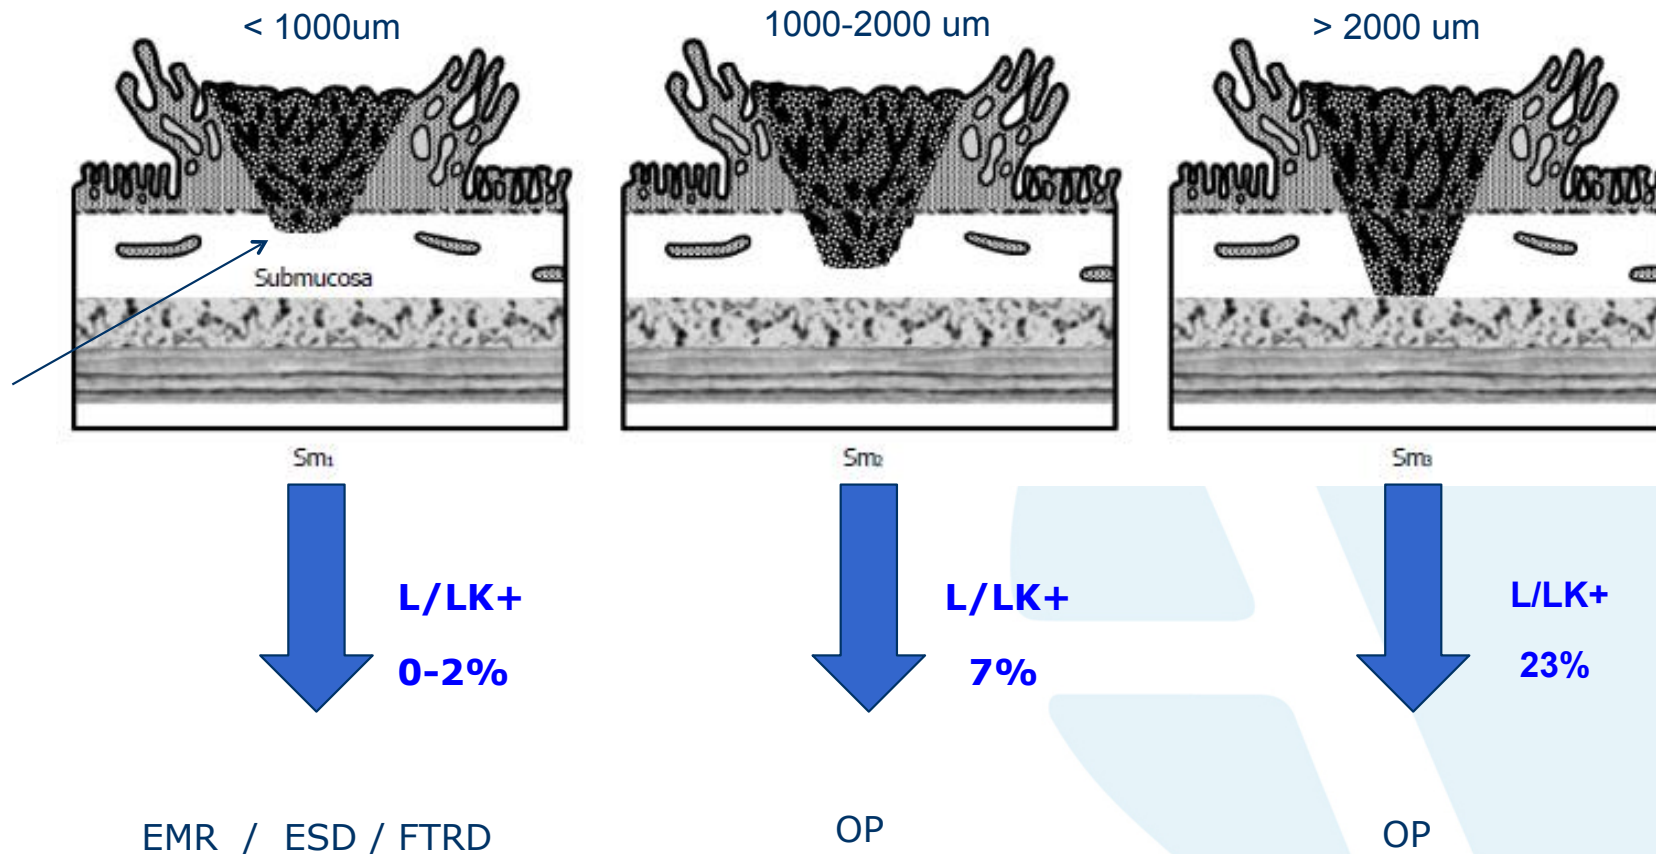 < 1000um
1000-2000 um
> 2000 um
Submucosa
Sm₁
Sm₂
Sm₃
L/LK+
0-2%
L/LK+
7%
L/LK+
23%
EMR / ESD / FTRD
OP
OP